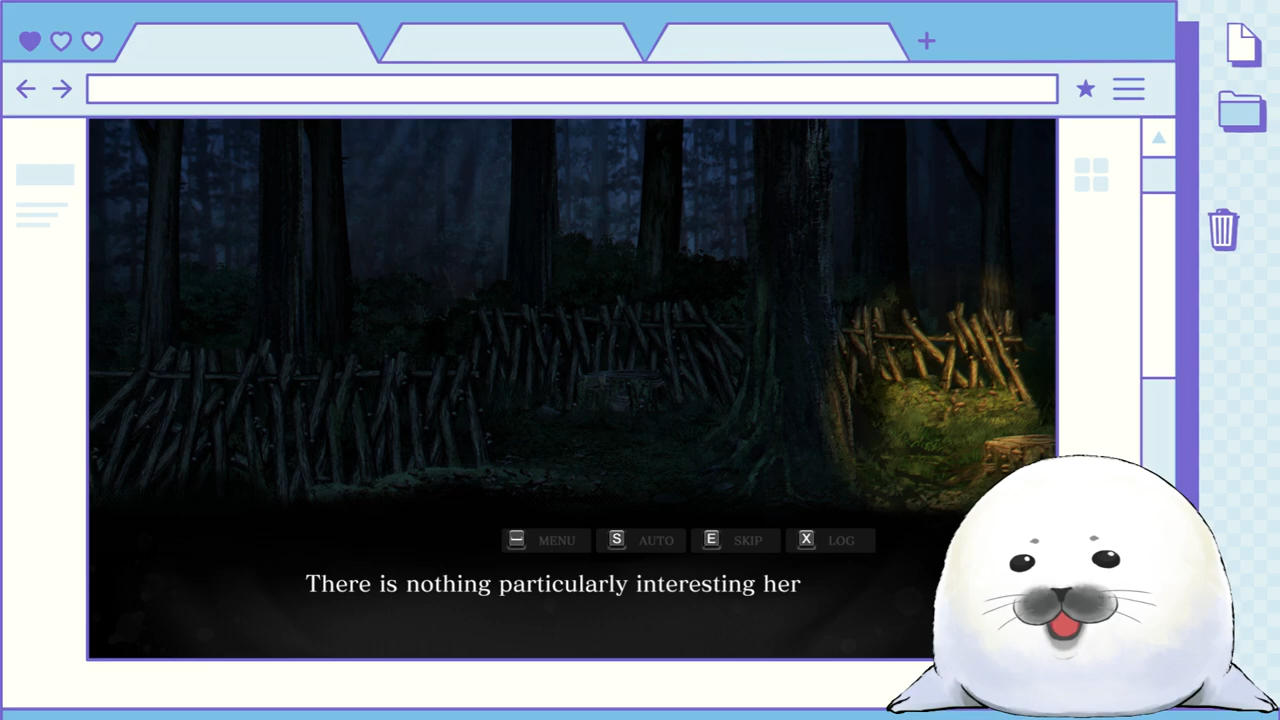 MENU S AUTO E SKIP X LOG
There is nothing particularly interesting her